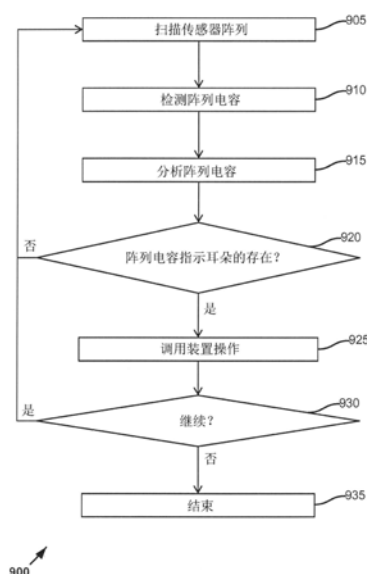 扫描传感器阵列
905
检测阵列电容
910
分析阵列电容
915
阵列电容指示耳朵的存在?
920
否
是
调用装置操作
925
继续?
930
是
否
结束
935
900